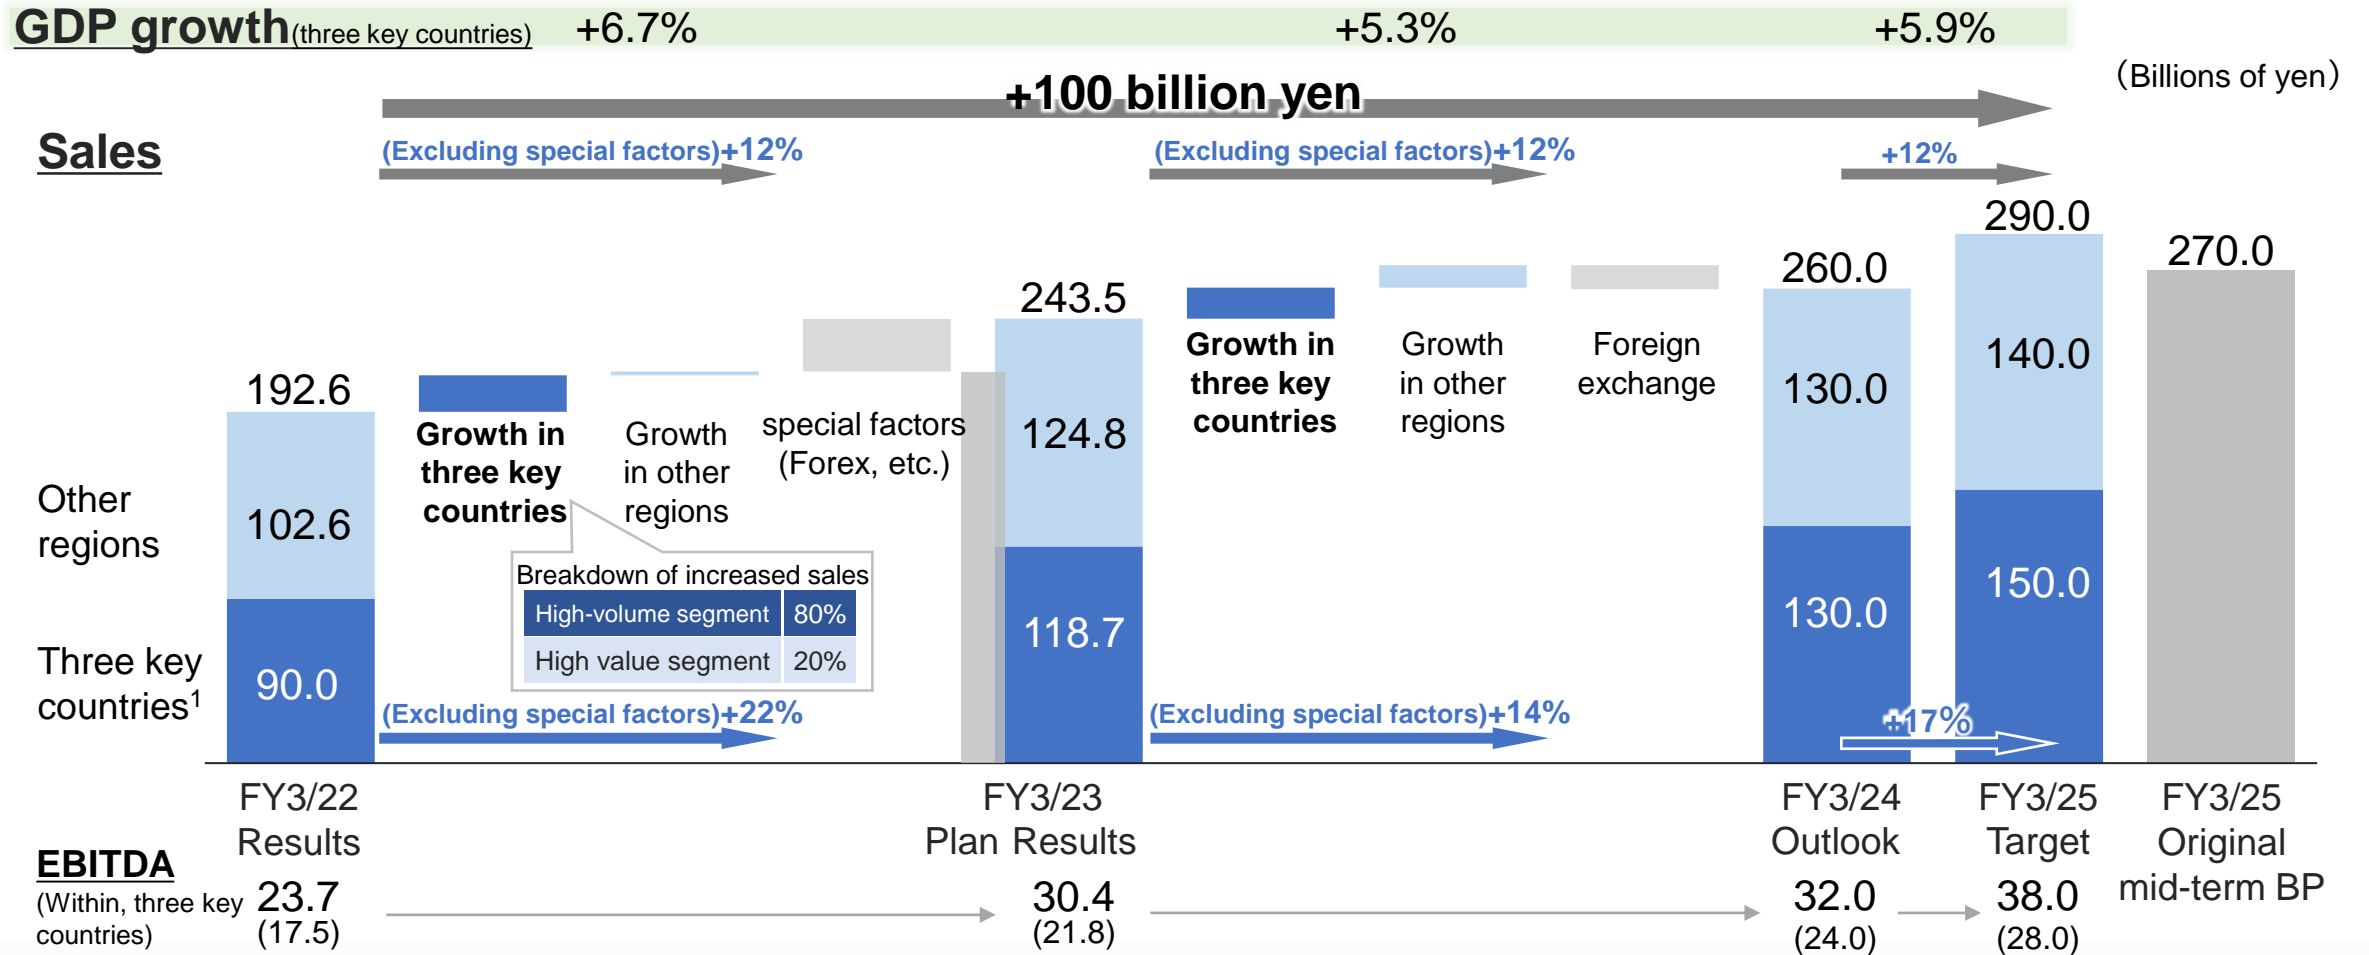 GDP growth(three key countries) +6.7% +5.3% +5.9%
+100 billion yen
(Billions of yen)
Sales
(Excluding special factors)+12%
(Excluding special factors)+12%
+12%
192.6
243.5
260.0
290.0
270.0
Growth in
three key
countries
Growth
in other
regions
special factors
(Forex, etc.)
Growth in
three key
countries
Growth
in other
regions
Foreign
exchange
Other
regions
102.6
124.8
130.0
140.0
Breakdown of increased sales
High-volume segment 80%
High value segment 20%
Three key
countries1
90.0
118.7
130.0
150.0
(Excluding special factors)+22%
(Excluding special factors)+14%
+17%
FY3/22
Results
FY3/23
Plan Results
FY3/24
Outlook
FY3/25
Target
FY3/25
Original
mid-term BP
EBITDA
(Within, three key
countries)
23.7
(17.5)
30.4
(21.8)
32.0
(24.0)
38.0
(28.0)